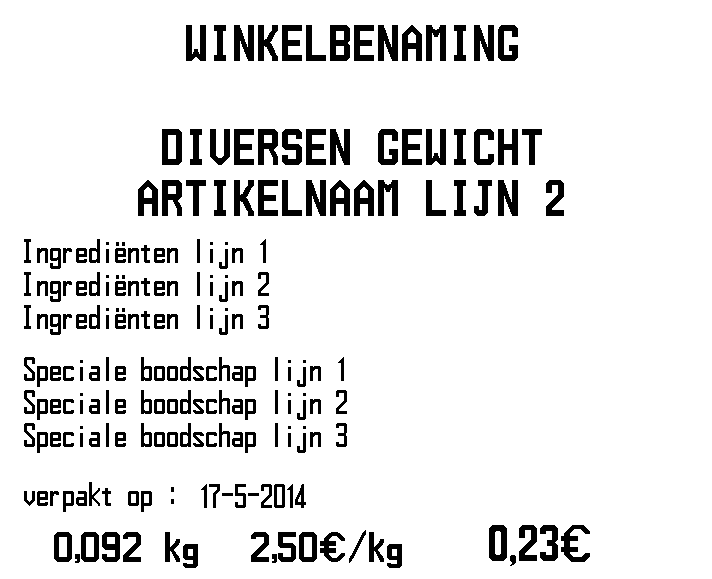 WINKELBENAMING
DIVERSEN GEWICHT
ARTIKELNAAM LIJN 2
Ingrediënten lijn 1
Ingrediënten lijn 2
Ingrediënten lijn 3
Speciale boodschap lijn 1
Speciale boodschap lijn 2
Speciale boodschap lijn 3
verpakt op : 17-5-2014
0,092 kg 2,50€/kg 0,23€